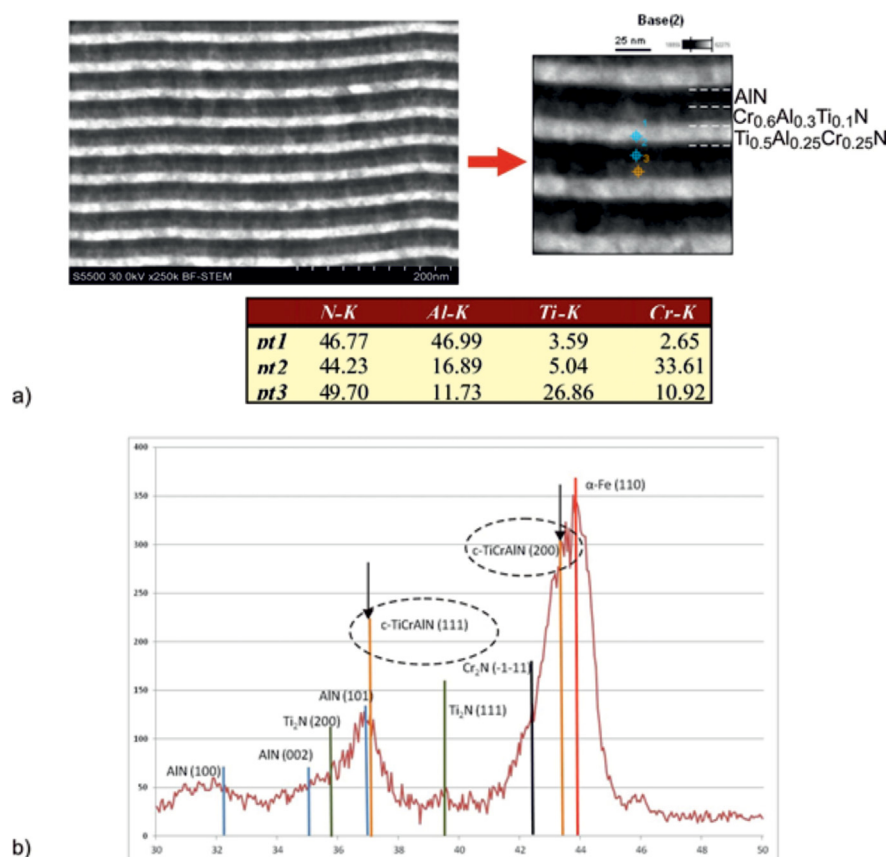 Base(2)
25 nm
AlN
Cr0.6Al0.3Ti0.1N
Ti0.5Al0.25Cr0.25N
1
2
3
S5500 30.0kV x250k BF-STEM
200nm
N-K Al-K Ti-K Cr-K
pt1 46.77 46.99 3.59 2.65
pt2 44.23 16.89 5.04 33.61
pt3 49.70 11.73 26.86 10.92
a)
400
350
300
250
200
150
100
50
0
α-Fe (110)
c-TiCrAlN (200)
c-TiCrAlN (111)
Cr2N (-1-11)
AlN (101)
Ti2N (200)
Ti2N (111)
AlN (002)
AlN (100)
30 32 34 36 38 40 42 44 46 48 50
b)